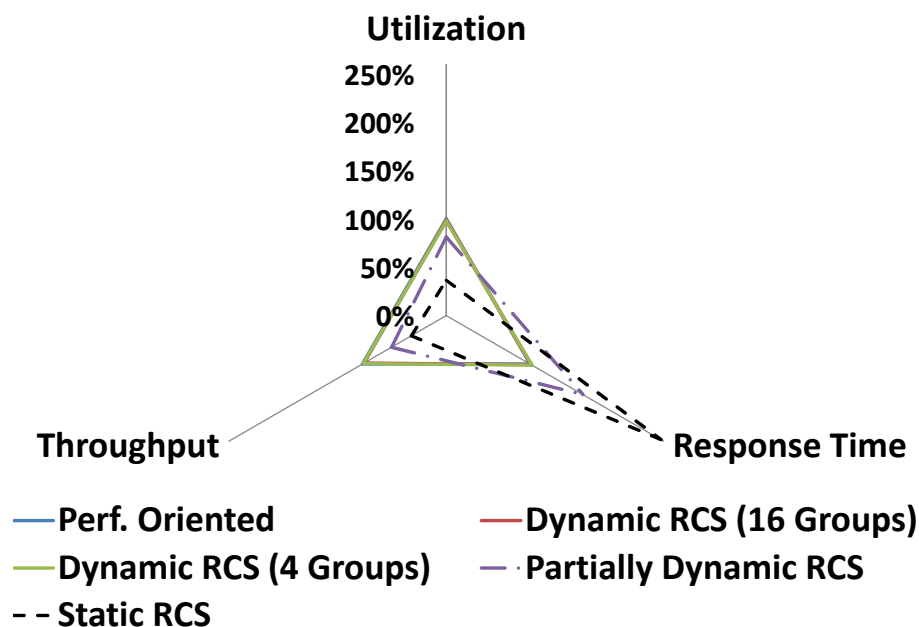 Utilization
250%
200%
150%
100%
50%
0%
Throughput
Response Time
Perf. Oriented
Dynamic RCS (16 Groups)
Dynamic RCS (4 Groups)
Partially Dynamic RCS
Static RCS